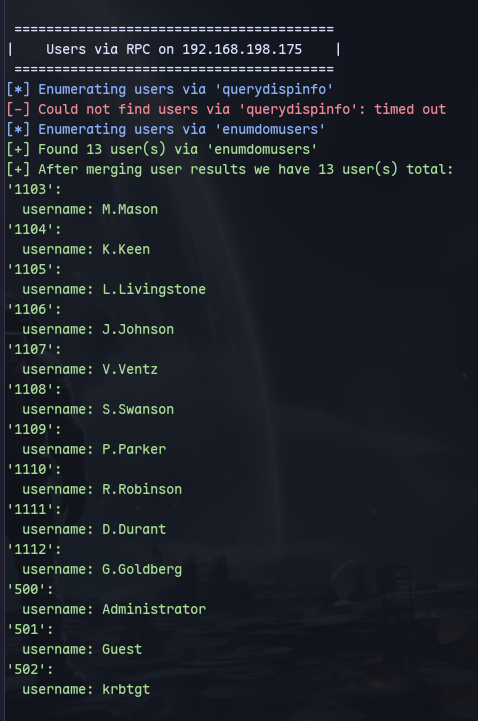 ========================================
|    Users via RPC on 192.168.198.175    |
========================================
[*] Enumerating users via 'querydispinfo'
[-] Could not find users via 'querydispinfo': timed out
[*] Enumerating users via 'enumdomusers'
[+] Found 13 user(s) via 'enumdomusers'
[+] After merging user results we have 13 user(s) total:
'1103':
  username: M.Mason
'1104':
  username: K.Keen
'1105':
  username: L.Livingstone
'1106':
  username: J.Johnson
'1107':
  username: V.Ventz
'1108':
  username: S.Swanson
'1109':
  username: P.Parker
'1110':
  username: R.Robinson
'1111':
  username: D.Durant
'1112':
  username: G.Goldberg
'500':
  username: Administrator
'501':
  username: Guest
'502':
  username: krbtgt